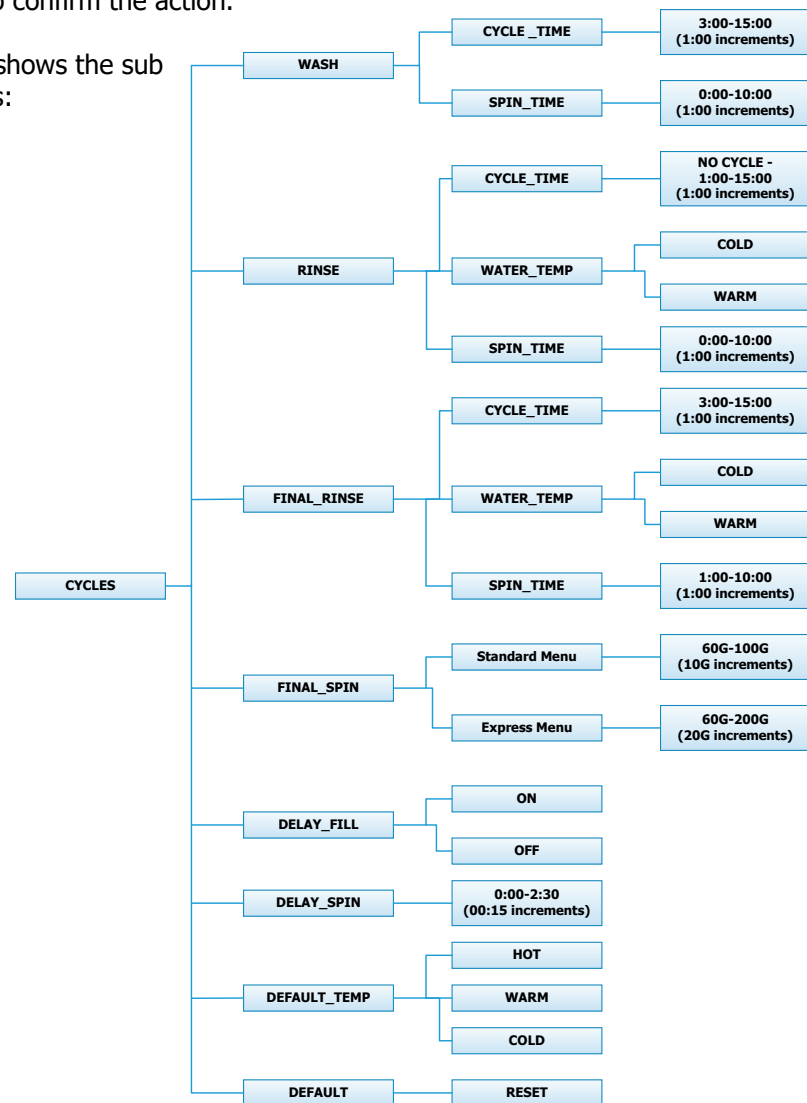 o confirm the action.
shows the sub
s:
CYCLES
WASH
CYCLE _TIME
3:00-15:00
(1:00 increments)
SPIN_TIME
0:00-10:00
(1:00 increments)
RINSE
CYCLE_TIME
NO CYCLE -
1:00-15:00
(1:00 increments)
WATER_TEMP
COLD
WARM
SPIN_TIME
0:00-10:00
(1:00 increments)
FINAL_RINSE
CYCLE_TIME
3:00-15:00
(1:00 increments)
WATER_TEMP
COLD
WARM
SPIN_TIME
1:00-10:00
(1:00 increments)
FINAL_SPIN
Standard Menu
60G-100G
(10G increments)
Express Menu
60G-200G
(20G increments)
DELAY_FILL
ON
OFF
DELAY_SPIN
0:00-2:30
(00:15 increments)
DEFAULT_TEMP
HOT
WARM
COLD
DEFAULT
RESET